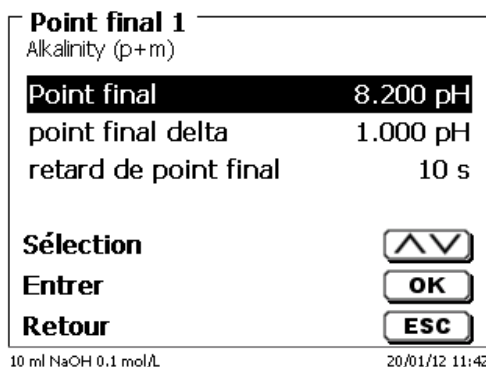 Point final 1
Alkalinity (p+m)
Point final 8.200 pH
point final delta 1.000 pH
retard de point final 10 s
Sélection
Entrer OK
Retour ESC
10 ml NaOH 0.1 mol/L 20/01/12 11:42